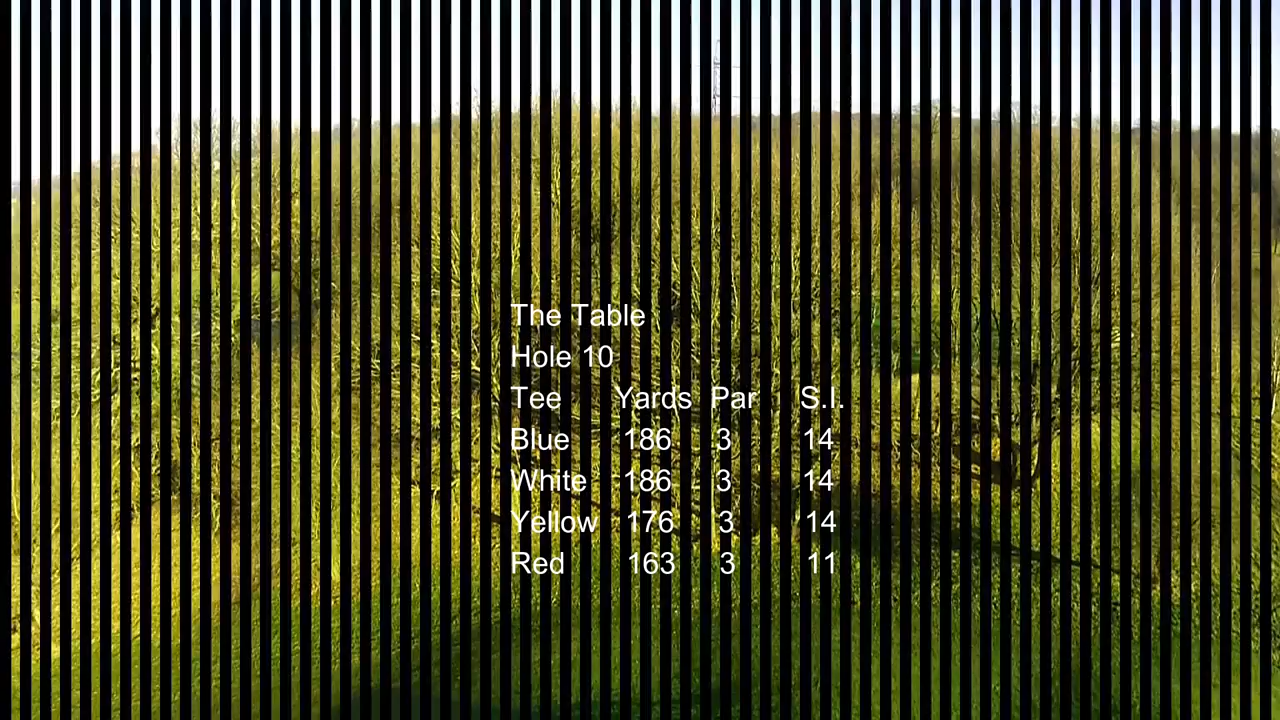 The Table
Hole 10
Tee Yards Par S.I.
Blue 186 3 14
White 186 3 14
Yellow 176 3 14
Red 163 3 11